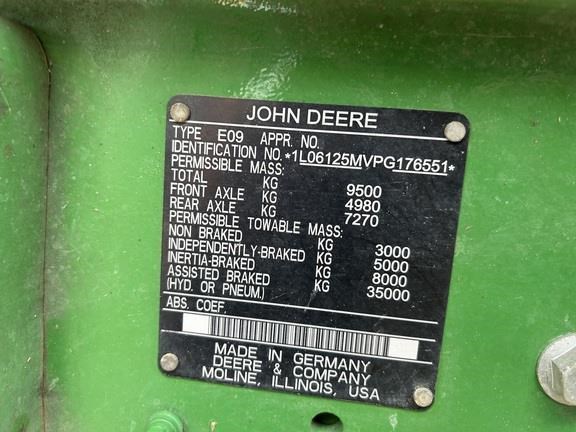 JOHN DEERE
TYPE E09 APPR. NO.
IDENTIFICATION NO. *1L06125MVPG176551*
PERMISSIBLE MASS:
TOTAL KG 9500
FRONT AXLE KG 4980
REAR AXLE KG 7270
PERMISSIBLE TOWABLE MASS:
NON BRAKED KG 3000
INDEPENDENTLY-BRAKED KG 5000
INERTIA-BRAKED KG 8000
ASSISTED BRAKED KG 35000
(HYD. OR PNEUM.)
ABS. COEF.
MADE IN GERMANY
DEERE & COMPANY
MOLINE, ILLINOIS, USA